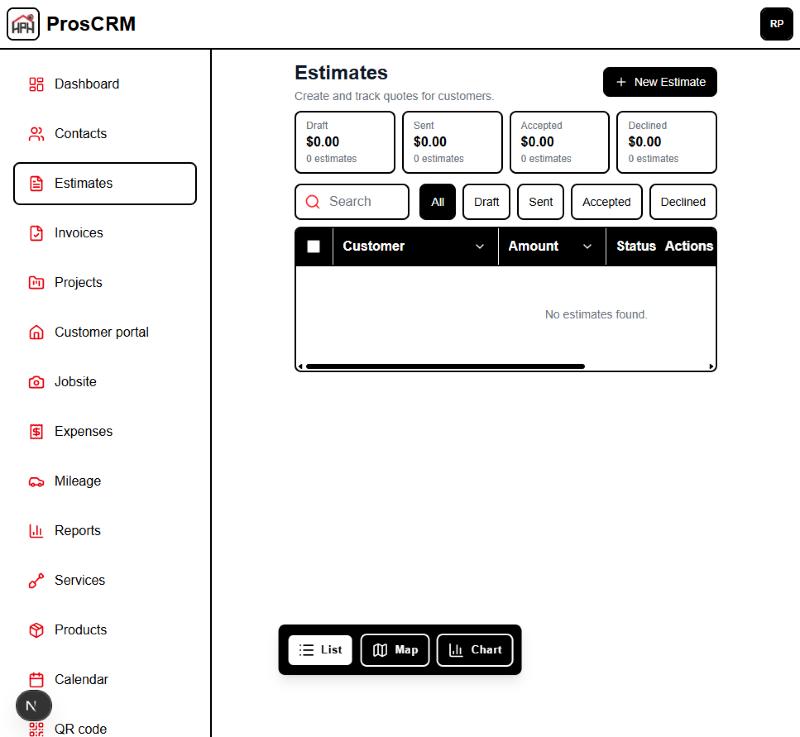 ProsCRM
RP
Dashboard
Contacts
Estimates
Invoices
Projects
Customer portal
Jobsite
Expenses
Mileage
Reports
Services
Products
Calendar
N
QR code
Estimates
Create and track quotes for customers.
New Estimate
Draft
$0.00
0 estimates
Sent
$0.00
0 estimates
Accepted
$0.00
0 estimates
Declined
$0.00
0 estimates
Search
All
Draft
Sent
Accepted
Declined
Customer
Amount
Status
Actions
No estimates found.
List
Map
Chart